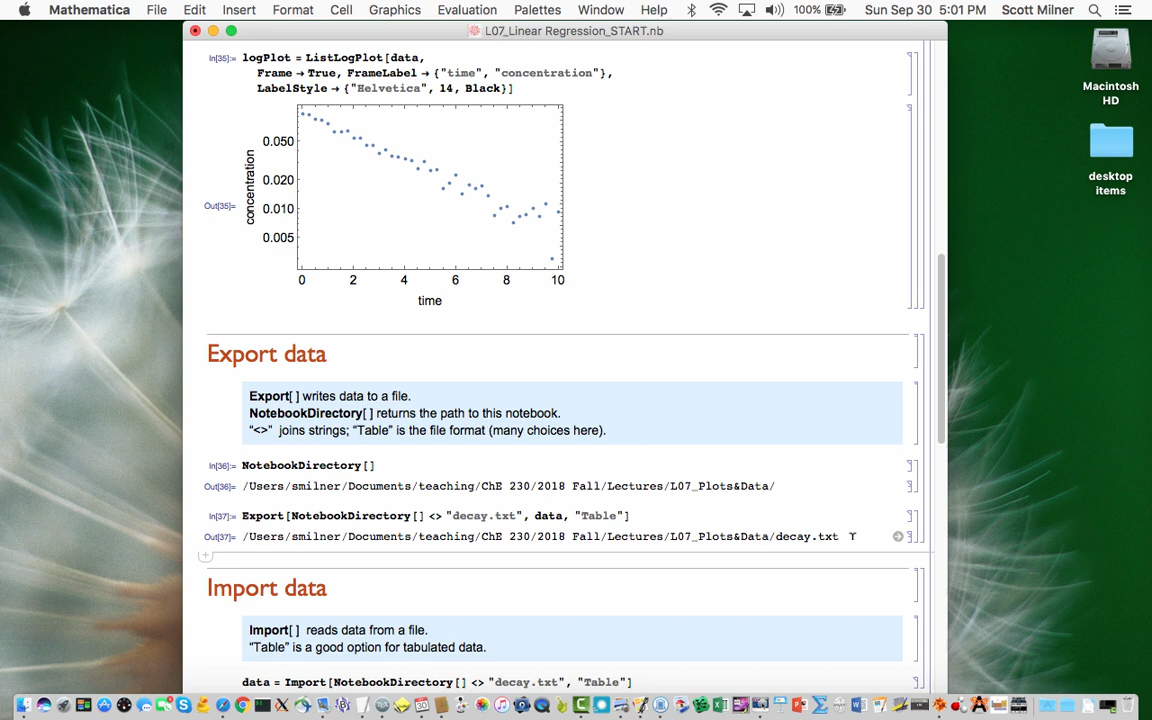 Mathematica File Edit Insert Format Cell Graphics Evaluation Palettes Window Help 100% Sun Sep 30 5:01 PM Scott Milner
L07_Linear Regression_START.nb
In[35]:= logPlot = ListLogPlot[data,
Frame → True, FrameLabel → {"time", "concentration"},
LabelStyle → {"Helvetica", 14, Black}]
Out[35]=
concentration
0.050
0.020
0.010
0.005
0 2 4 6 8 10
time
Macintosh
HD
desktop
items
Export data
Export[ ] writes data to a file.
NotebookDirectory[ ] returns the path to this notebook.
"<>" joins strings; “Table” is the file format (many choices here).
In[36]:= NotebookDirectory[]
Out[36]= /Users/smilner/Documents/teaching/ChE 230/2018 Fall/Lectures/L07_Plots&Data/
In[37]:= Export[NotebookDirectory[] <> "decay.txt", data, "Table"]
Out[37]= /Users/smilner/Documents/teaching/ChE 230/2018 Fall/Lectures/L07_Plots&Data/decay.txt
Import data
Import[ ] reads data from a file.
“Table” is a good option for tabulated data.
data = Import[NotebookDirectory[] <> "decay.txt", "Table"]